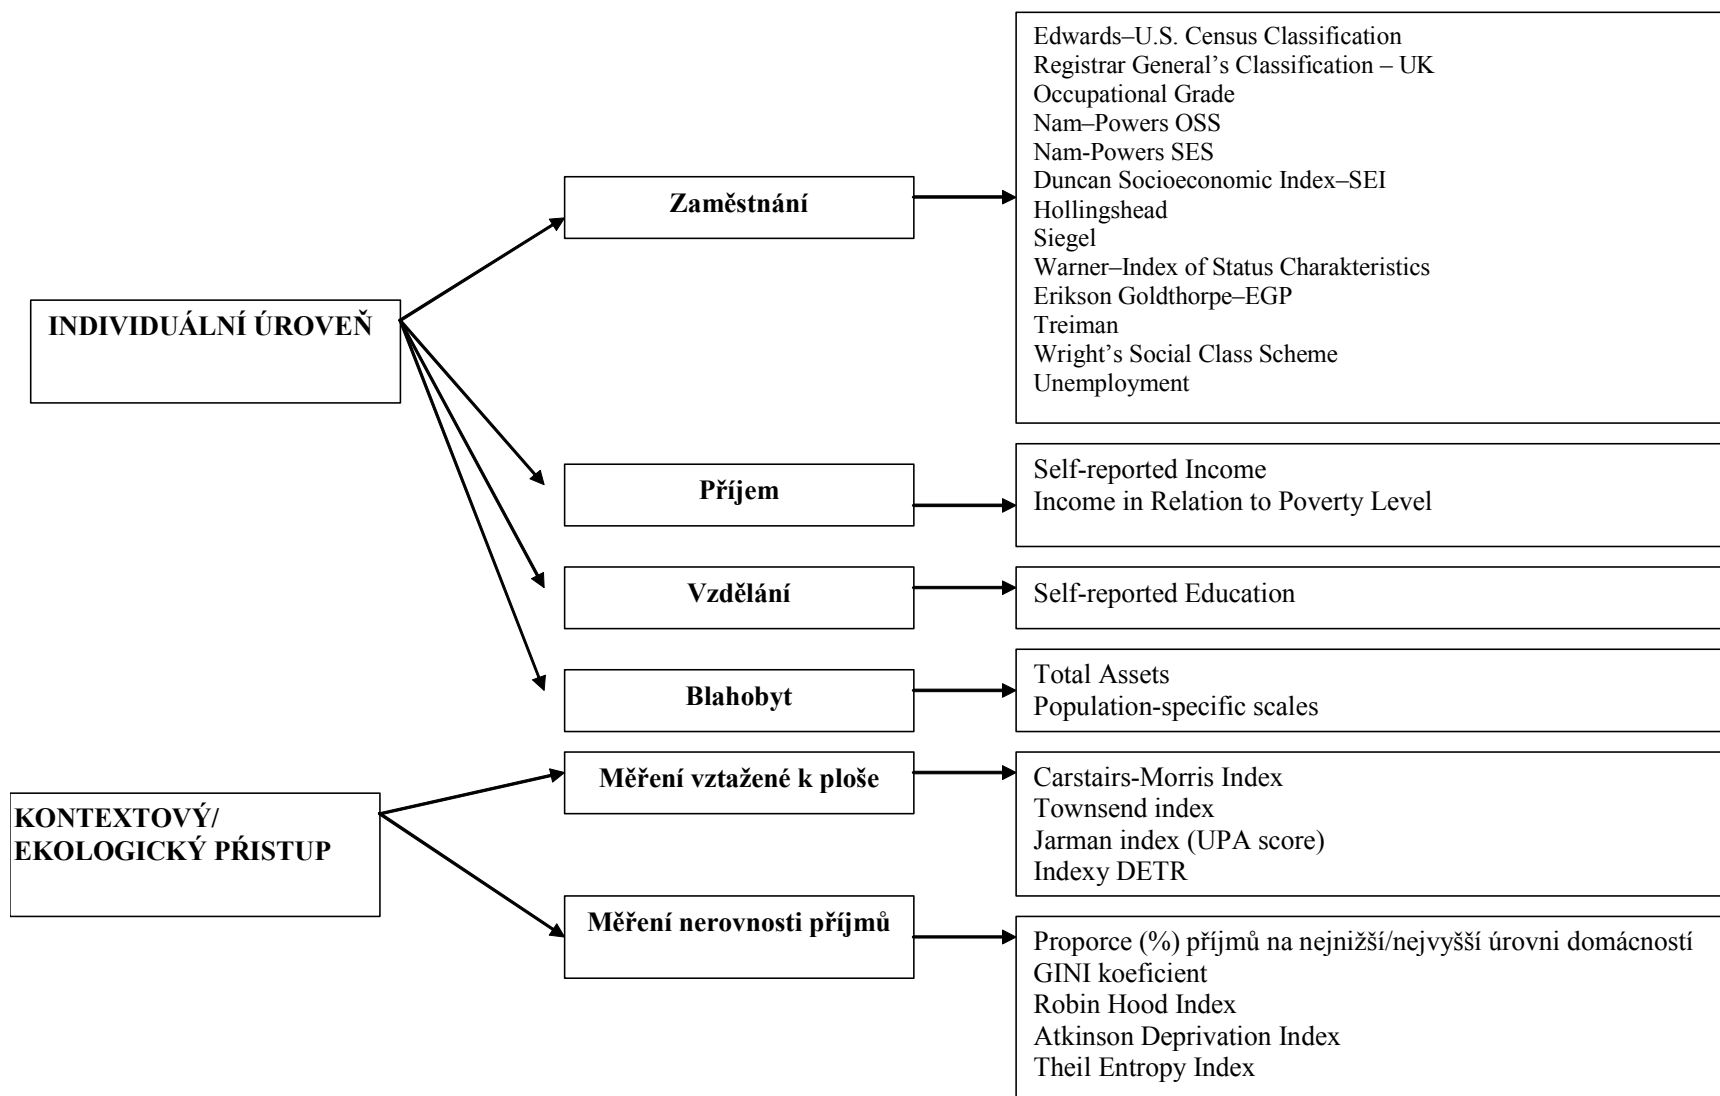 INDIVIDUÁLNÍ ÚROVEŇ
Zaměstnání
Edwards–U.S. Census Classification
Registrar General’s Classification – UK
Occupational Grade
Nam–Powers OSS
Nam-Powers SES
Duncan Socioeconomic Index–SEI
Hollingshead
Siegel
Warner–Index of Status Charakteristics
Erikson Goldthorpe–EGP
Treiman
Wright’s Social Class Scheme
Unemployment
Příjem
Self-reported Income
Income in Relation to Poverty Level
Vzdělání
Self-reported Education
Blahobyt
Total Assets
Population-specific scales
KONTEXTOVÝ/
EKOLOGICKÝ PŘISTUP
Měření vztažené k ploše
Carstairs-Morris Index
Townsend index
Jarman index (UPA score)
Indexy DETR
Měření nerovnosti příjmů
Proporce (%) příjmů na nejnižší/nejvyšší úrovni domácností
GINI koeficient
Robin Hood Index
Atkinson Deprivation Index
Theil Entropy Index